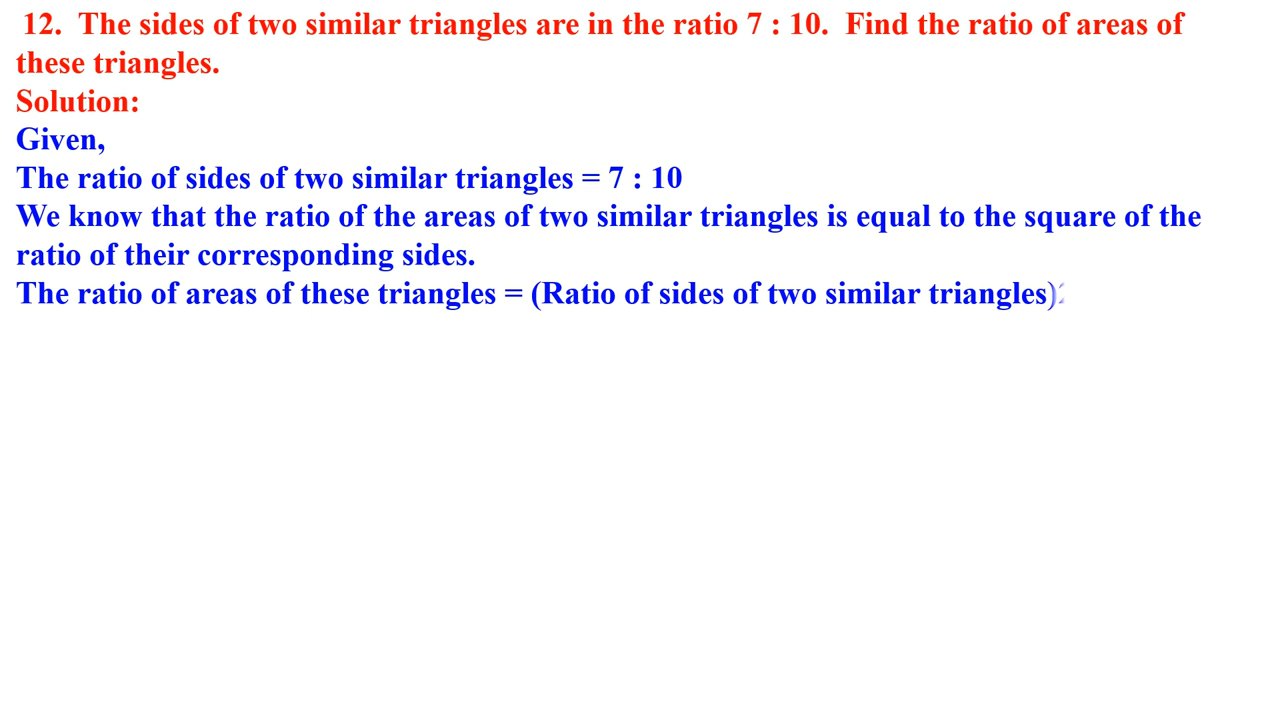 12. The sides of two similar triangles are in the ratio 7 : 10. Find the ratio of areas of
these triangles.
Solution:
Given,
The ratio of sides of two similar triangles = 7 : 10
We know that the ratio of the areas of two similar triangles is equal to the square of the
ratio of their corresponding sides.
The ratio of areas of these triangles = (Ratio of sides of two similar triangles)